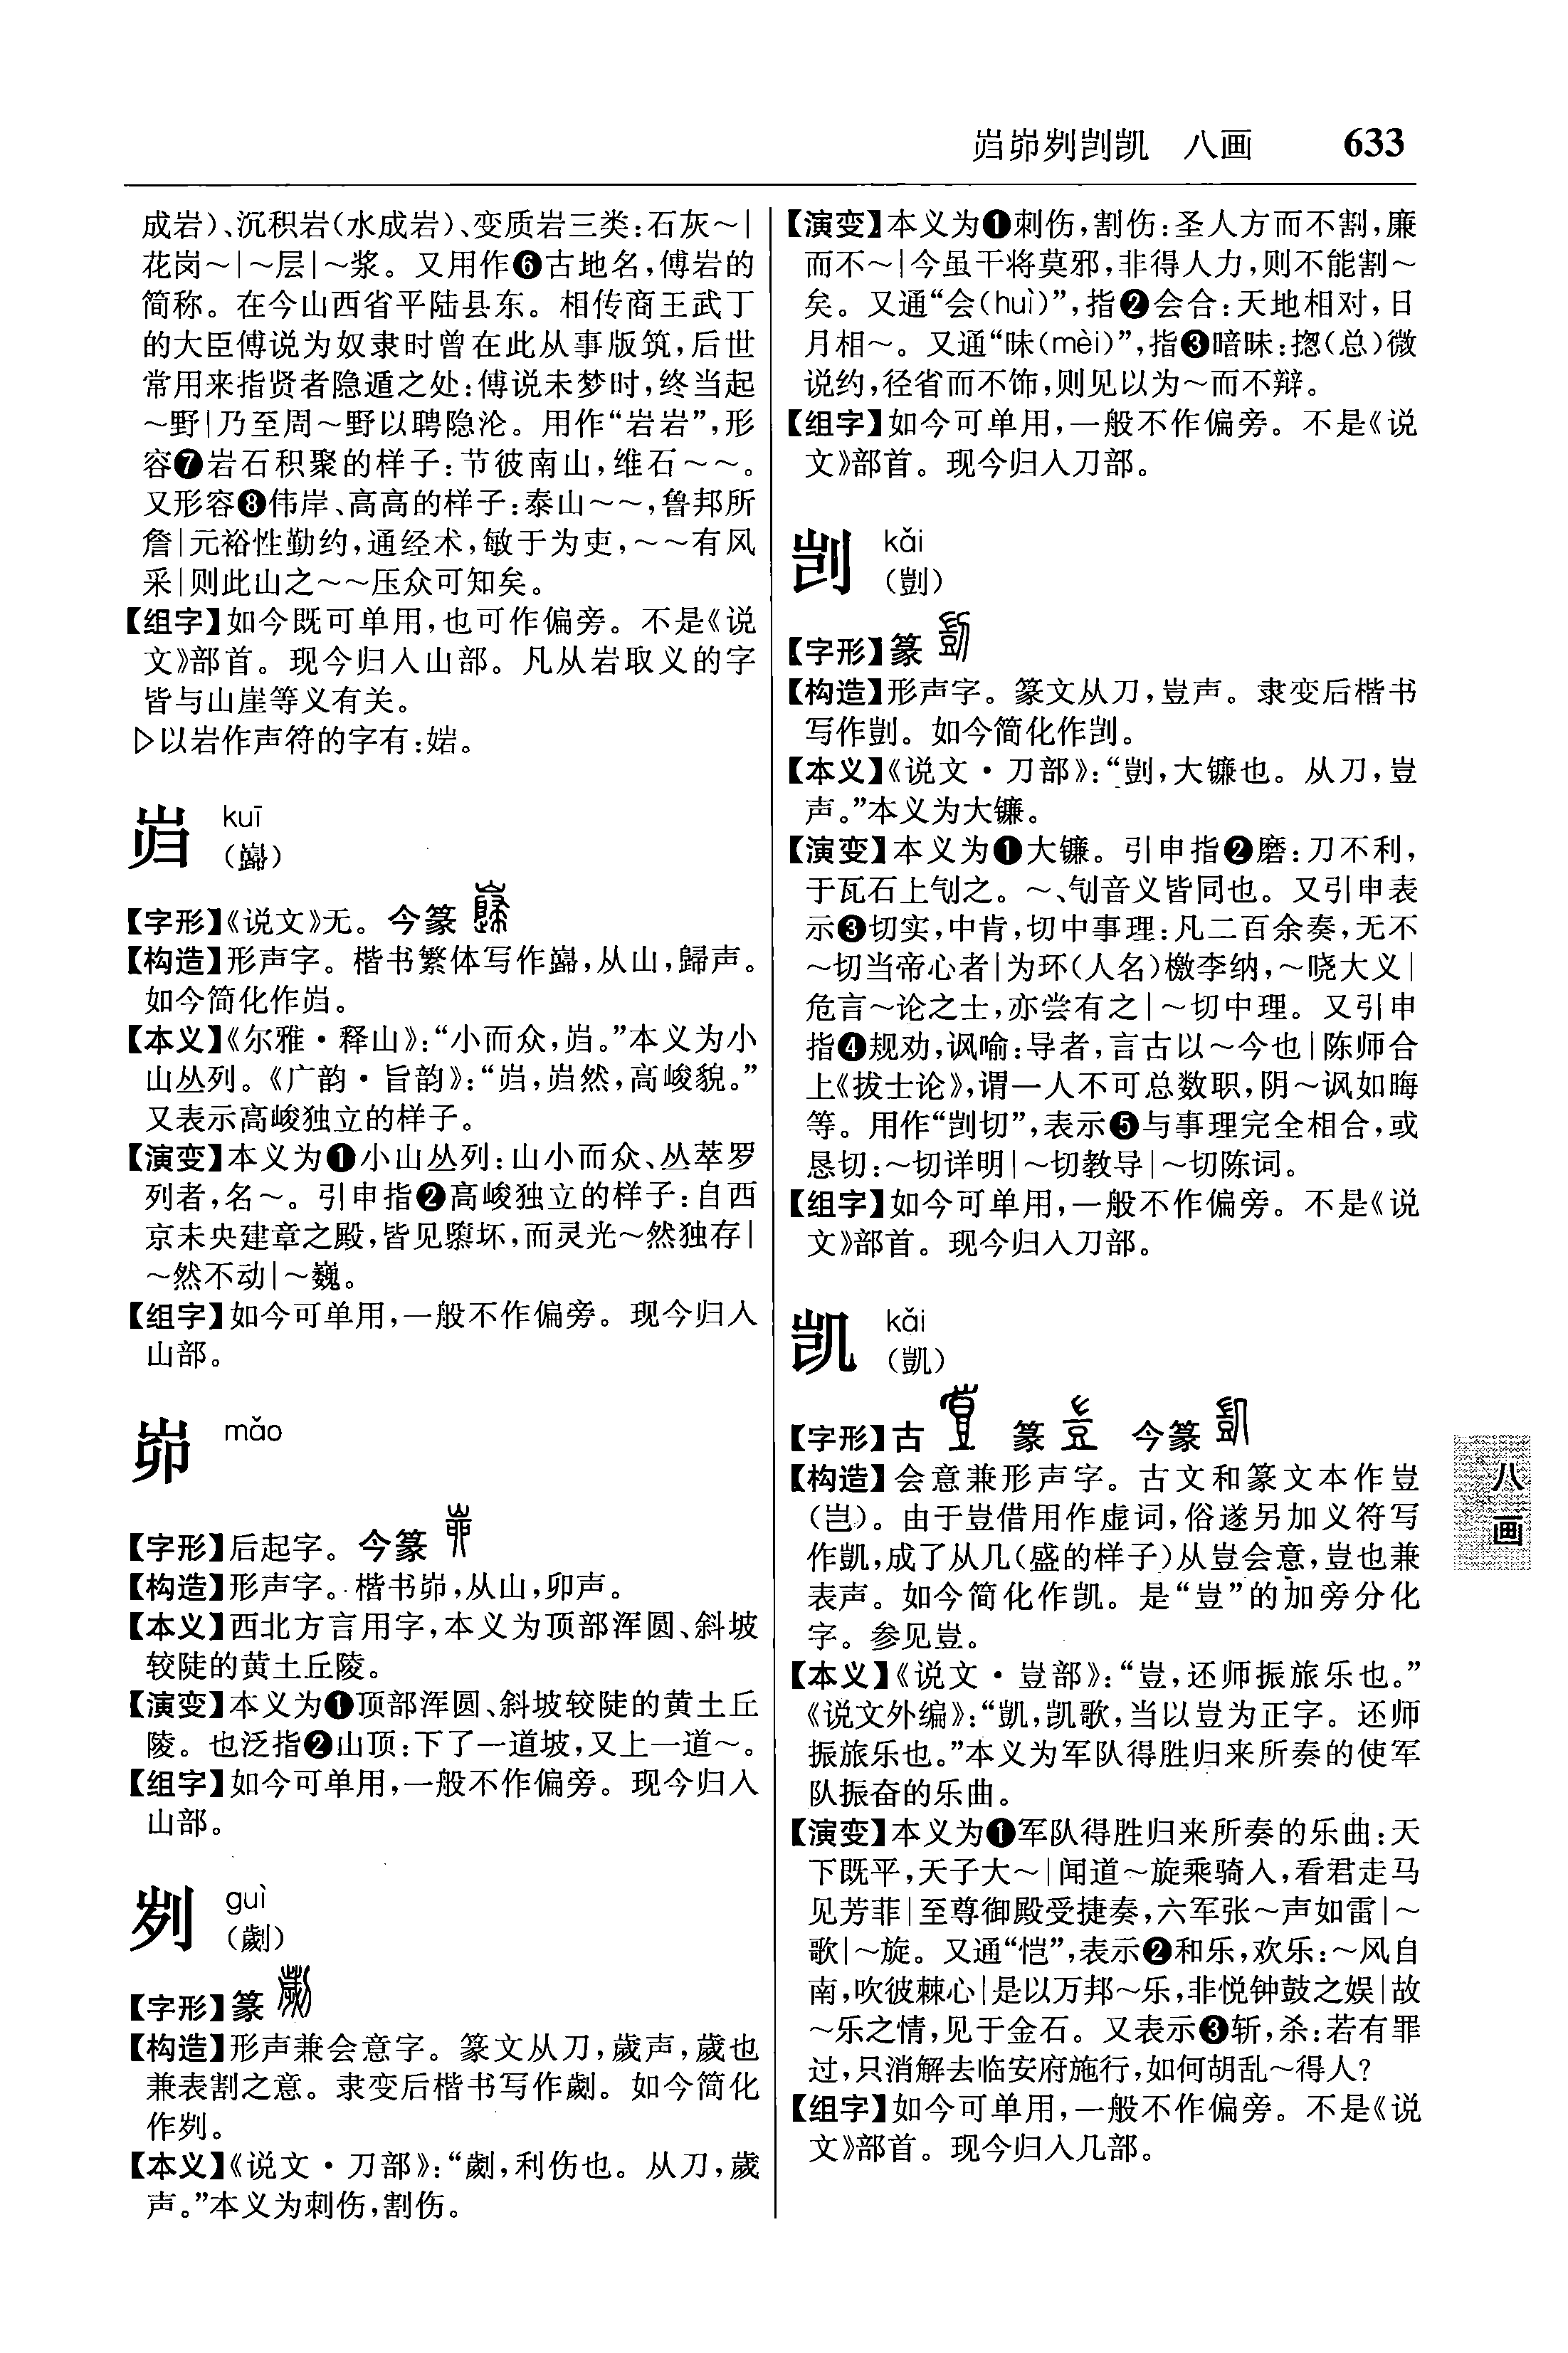 岿峁刿剀凯　八画　633
成岩）、沉积岩（水成岩）、变质岩三类：石灰～|
花岗～|～层|～浆。又用作❻古地名，傅岩的
简称。在今山西省平陆县东。相传商王武丁
的大臣傅说为奴隶时曾在此从事版筑，后世
常用来指贤者隐遁之处：傅说未梦时，终当起
～野|乃至周～野以聘隐沦。用作“岩岩”，形
容❼岩石积聚的样子：节彼南山，维石～～。
又形容❽伟岸、高高的样子：泰山～～，鲁邦所
詹|元裕性勤约，通经术，敏于为吏，～～有风
采|则此山之～～压众可知矣。
【组字】如今既可单用，也可作偏旁。不是《说
文》部首。现今归入山部。凡从岩取义的字
皆与山崖等义有关。
▷以岩作声符的字有：㛧。
岿 kuī
（巋）
【字形】《说文》无。今篆
【构造】形声字。楷书繁体写作巋，从山，歸声。
如今简化作岿。
【本义】《尔雅·释山》：“小而众，岿。”本义为小
山丛列。《广韵·旨韵》：“岿，岿然，高峻貌。”
又表示高峻独立的样子。
【演变】本义为❶小山丛列：山小而众、丛萃罗
列者，名～。引申指❷高峻独立的样子：自西
京未央建章之殿，皆见隳坏，而灵光～然独存|
～然不动|～巍。
【组字】如今可单用，一般不作偏旁。现今归入
山部。
峁 mǎo
【字形】后起字。今篆
【构造】形声字。楷书峁，从山，卯声。
【本义】西北方言用字，本义为顶部浑圆、斜坡
较陡的黄土丘陵。
【演变】本义为❶顶部浑圆、斜坡较陡的黄土丘
陵。也泛指❷山顶：下了一道坡，又上一道～。
【组字】如今可单用，一般不作偏旁。现今归入
山部。
刿 guì
（劌）
【字形】篆
【构造】形声兼会意字。篆文从刀，歲声，歲也
兼表割之意。隶变后楷书写作劌。如今简化
作刿。
【本义】《说文·刀部》：“劌，利伤也。从刀，歲
声。”本义为刺伤，割伤。
【演变】本义为❶刺伤，割伤：圣人方而不割，廉
而不～|今虽干将莫邪，非得人力，则不能割～
矣。又通“会（huì）”，指❷会合：天地相对，日
月相～。又通“昧（mèi）”，指❸暗昧：揔（总）微
说约，径省而不饰，则见以为～而不辩。
【组字】如今可单用，一般不作偏旁。不是《说
文》部首。现今归入刀部。
剀 kǎi
（剴）
【字形】篆
【构造】形声字。篆文从刀，豈声。隶变后楷书
写作剴。如今简化作剀。
【本义】《说文·刀部》：“剴，大镰也。从刀，豈
声。”本义为大镰。
【演变】本义为❶大镰。引申指❷磨：刀不利，
于瓦石上刉之。～、刉音义皆同也。又引申表
示❸切实，中肯，切中事理：凡二百余奏，无不
～切当帝心者|为环（人名）檄李纳，～晓大义|
危言～论之士，亦尝有之|～切中理。又引申
指❹规劝，讽喻：导者，言古以～今也|陈师合
上《拔士论》，谓一人不可总数职，阴～讽如晦
等。用作“剀切”，表示❺与事理完全相合，或
恳切：～切详明|～切教导|～切陈词。
【组字】如今可单用，一般不作偏旁。不是《说
文》部首。现今归入刀部。
凯 kǎi
（凱）
【字形】古　篆　今篆
【构造】会意兼形声字。古文和篆文本作豈
（岂）。由于豈借用作虚词，俗遂另加义符写
作凱，成了从几（盛的样子）从豈会意，豈也兼
表声。如今简化作凯。是“豈”的加旁分化
字。参见豈。
【本义】《说文·豈部》：“豈，还师振旅乐也。”
《说文外编》：“凱，凯歌，当以豈为正字。还师
振旅乐也。”本义为军队得胜归来所奏的使军
队振奋的乐曲。
【演变】本义为❶军队得胜归来所奏的乐曲：天
下既平，天子大～|闻道～旋乘骑入，看君走马
见芳菲|至尊御殿受捷奏，六军张～声如雷|～
歌|～旋。又通“恺”，表示❷和乐，欢乐：～风自
南，吹彼棘心|是以万邦～乐，非悦钟鼓之娱|故
～乐之情，见于金石。又表示❸斩，杀：若有罪
过，只消解去临安府施行，如何胡乱～得人？
【组字】如今可单用，一般不作偏旁。不是《说
文》部首。现今归入几部。
八画